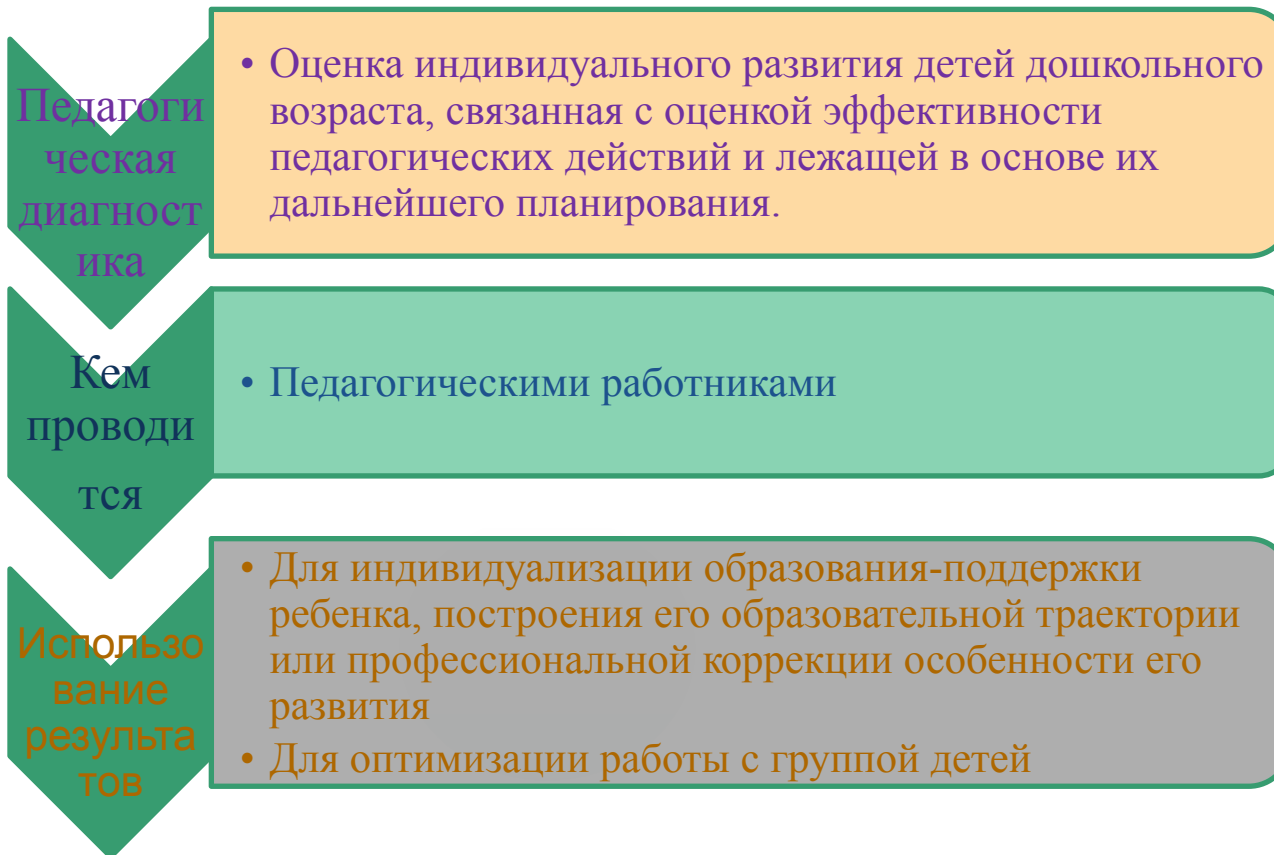 Педагоги
ческая
диагност
ика
• Оценка индивидуального развития детей дошкольного
возраста, связанная с оценкой эффективности
педагогических действий и лежащей в основе их
дальнейшего планирования.
Кем
проводи
тся
• Педагогическими работниками
Использо
вание
результа
тов
• Для индивидуализации образования-поддержки
ребенка, построения его образовательной траектории
или профессиональной коррекции особенности его
развития
• Для оптимизации работы с группой детей